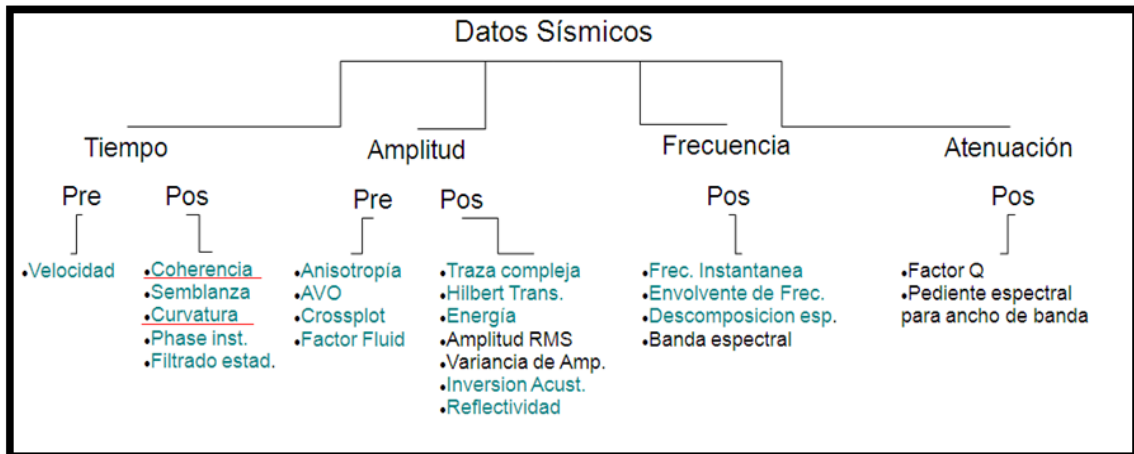 Datos Sísmicos
Tiempo
Amplitud
Frecuencia
Atenuación
Pre
Pos
Pre
Pos
Pos
Pos
•Velocidad
•Coherencia
•Semblanza
•Curvatura
•Phase inst.
•Filtrado estad.
•Anisotropía
•AVO
•Crossplot
•Factor Fluid
•Traza compleja
•Hilbert Trans.
•Energía
•Amplitud RMS
•Variancia de Amp.
•Inversion Acust.
•Reflectividad
•Frec. Instantanea
•Envolvente de Frec.
•Descomposicion esp.
•Banda espectral
•Factor Q
•Pediente espectral
para ancho de banda